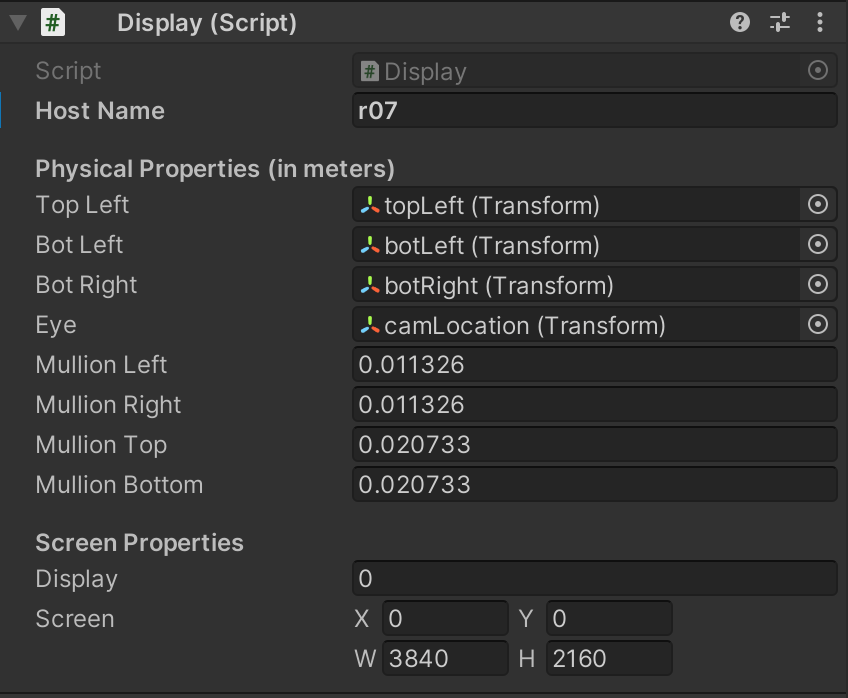 # Display (Script)
Script # Display
Host Name r07
Physical Properties (in meters)
Top Left topLeft (Transform)
Bot Left botLeft (Transform)
Bot Right botRight (Transform)
Eye camLocation (Transform)
Mullion Left 0.011326
Mullion Right 0.011326
Mullion Top 0.020733
Mullion Bottom 0.020733
Screen Properties
Display 0
Screen X 0 Y 0
W 3840 H 2160